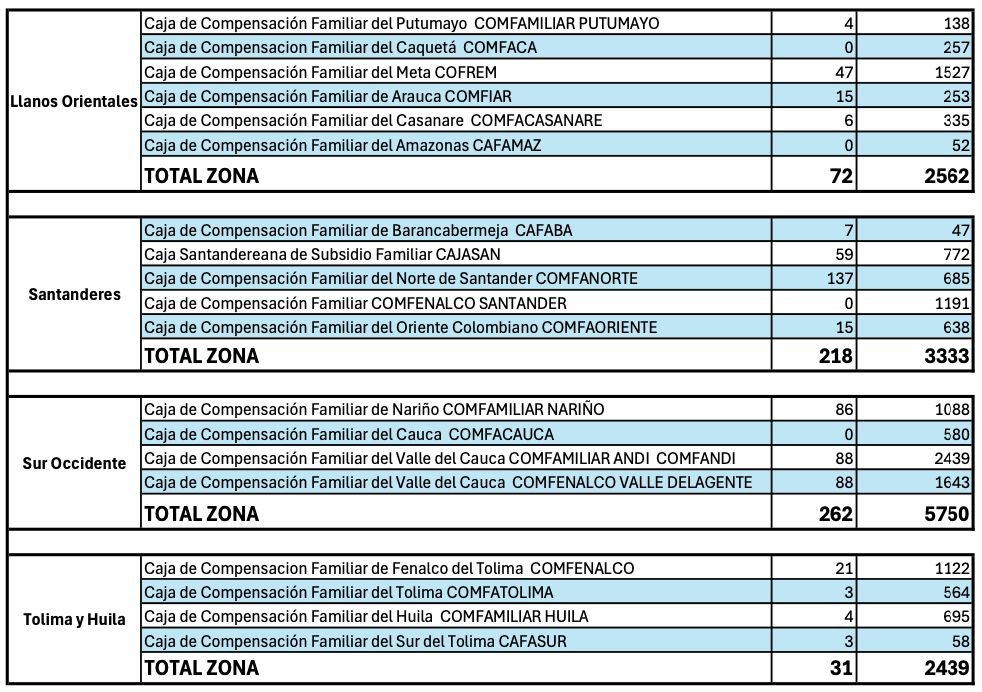 Llanos Orientales
Caja de Compensación Familiar del Putumayo COMFAMILIAR PUTUMAYO 4 138
Caja de Compensacion Familiar del Caquetá COMFACA 0 257
Caja de Compensación Familiar del Meta COFREM 47 1527
Caja de Compensación Familiar de Arauca COMFIAR 15 253
Caja de Compensación Familiar del Casanare COMFACASANARE 6 335
Caja de Compensación Familiar del Amazonas CAFAMAZ 0 52
TOTAL ZONA 72 2562
Santanderes
Caja de Compensacion Familiar de Barancabermeja CAFABA 7 47
Caja Santandereana de Subsidio Familiar CAJASAN 59 772
Caja de Compensación Familiar del Norte de Santander COMFANORTE 137 685
Caja de Compensación Familiar COMFENALCO SANTANDER 0 1191
Caja de Compensación Familiar del Oriente Colombiano COMFAORIENTE 15 638
TOTAL ZONA 218 3333
Sur Occidente
Caja de Compensación Familiar de Nariño COMFAMILIAR NARIÑO 86 1088
Caja de Compensación Familiar del Cauca COMFACAUCA 0 580
Caja de Compensación Familiar del Valle del Cauca COMFAMILIAR ANDI COMFANDI 88 2439
Caja de Compensación Familiar del Valle del Cauca COMFENALCO VALLE DELAGENTE 88 1643
TOTAL ZONA 262 5750
Tolima y Huila
Caja de Compensacion Familiar de Fenalco del Tolima COMFENALCO 21 1122
Caja de Compensación Familiar del Tolima COMFATOLIMA 3 564
Caja de Compensación Familiar del Huila COMFAMILIAR HUILA 4 695
Caja de Compensación Familiar del Sur del Tolima CAFASUR 3 58
TOTAL ZONA 31 2439